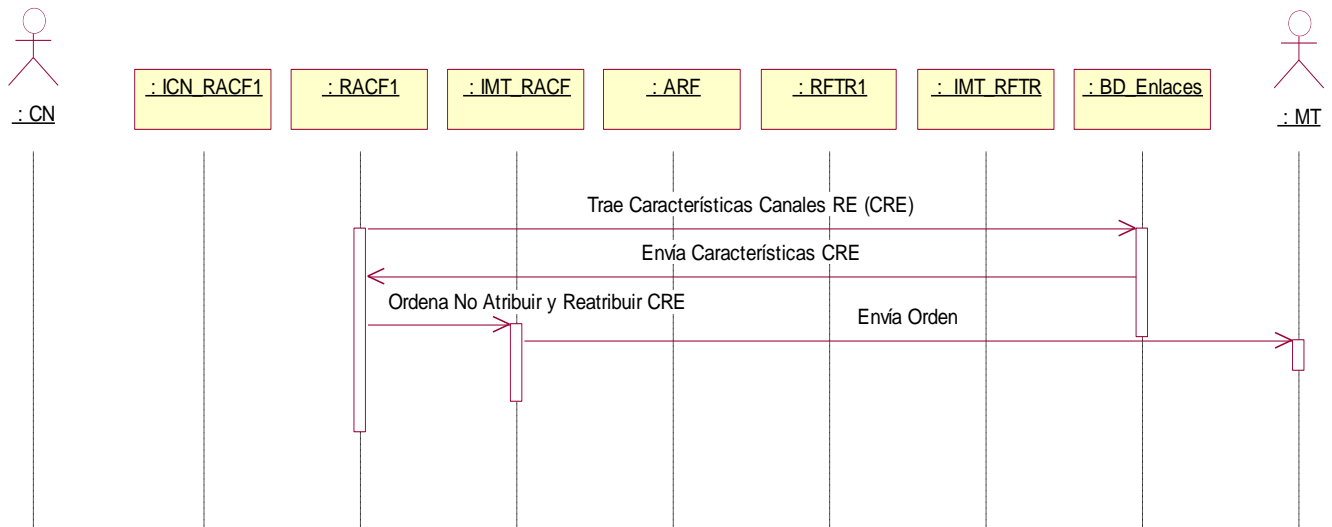 : ICN_RACF1
: RACF1
: IMT_RACF
: ARF
: RFTR1
: IMT_RFTR
: BD_Enlaces
: CN
: MT
Trae Características Canales RE (CRE)
Envía Características CRE
Ordena No Atribuir y Reatribuir CRE
Envía Orden